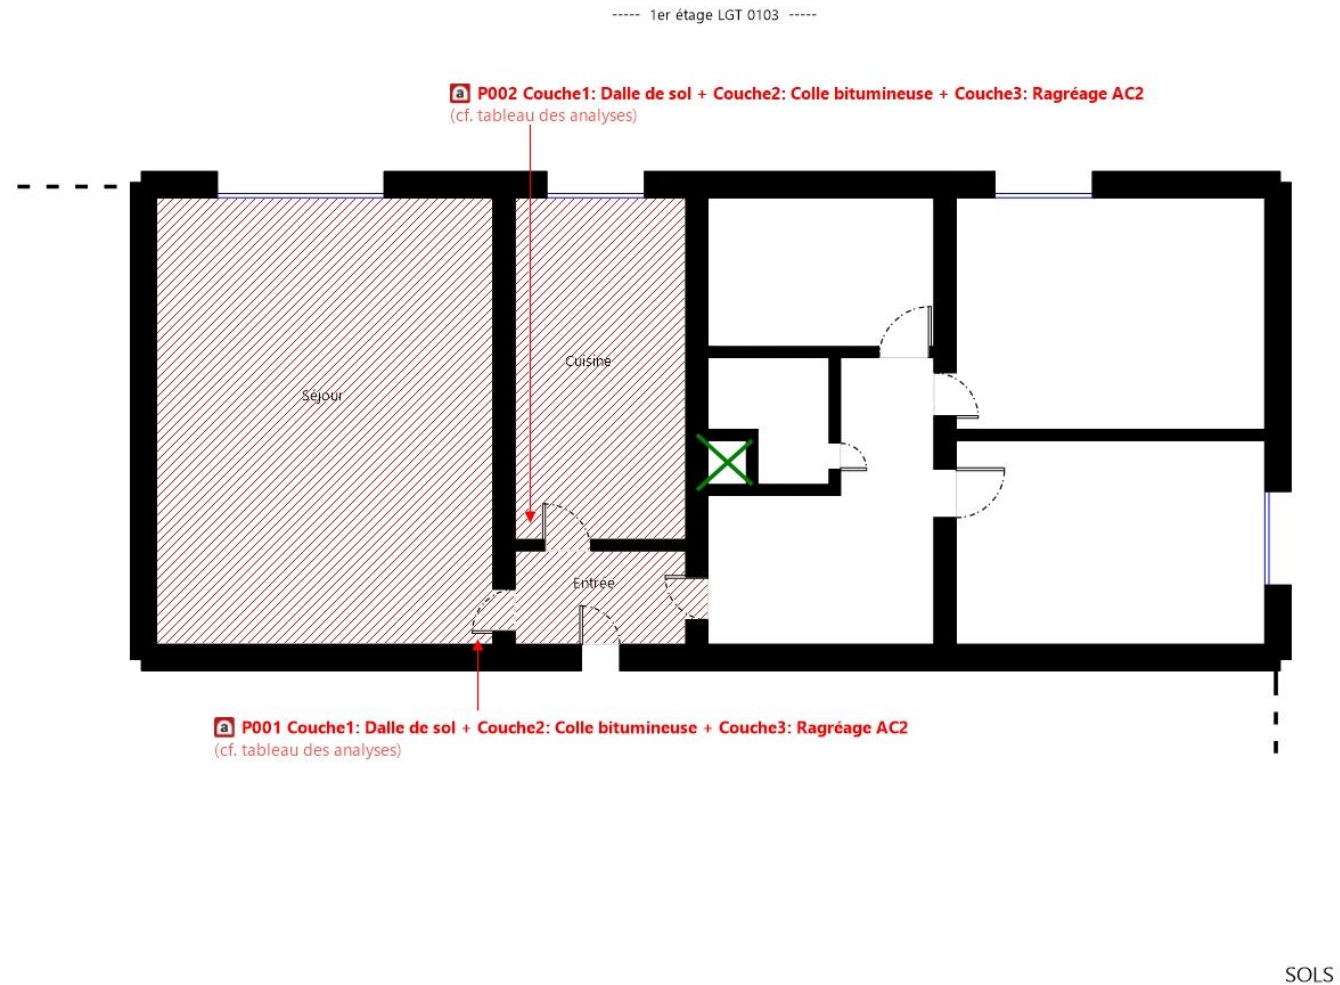 ----- 1er étage LGT 0103 -----
a P002 Couche1: Dalle de sol + Couche2: Colle bitumineuse + Couche3: Ragréage AC2
(cf. tableau des analyses)
Cuisine
Séjour
Entrée
a P001 Couche1: Dalle de sol + Couche2: Colle bitumineuse + Couche3: Ragréage AC2
(cf. tableau des analyses)
SOLS